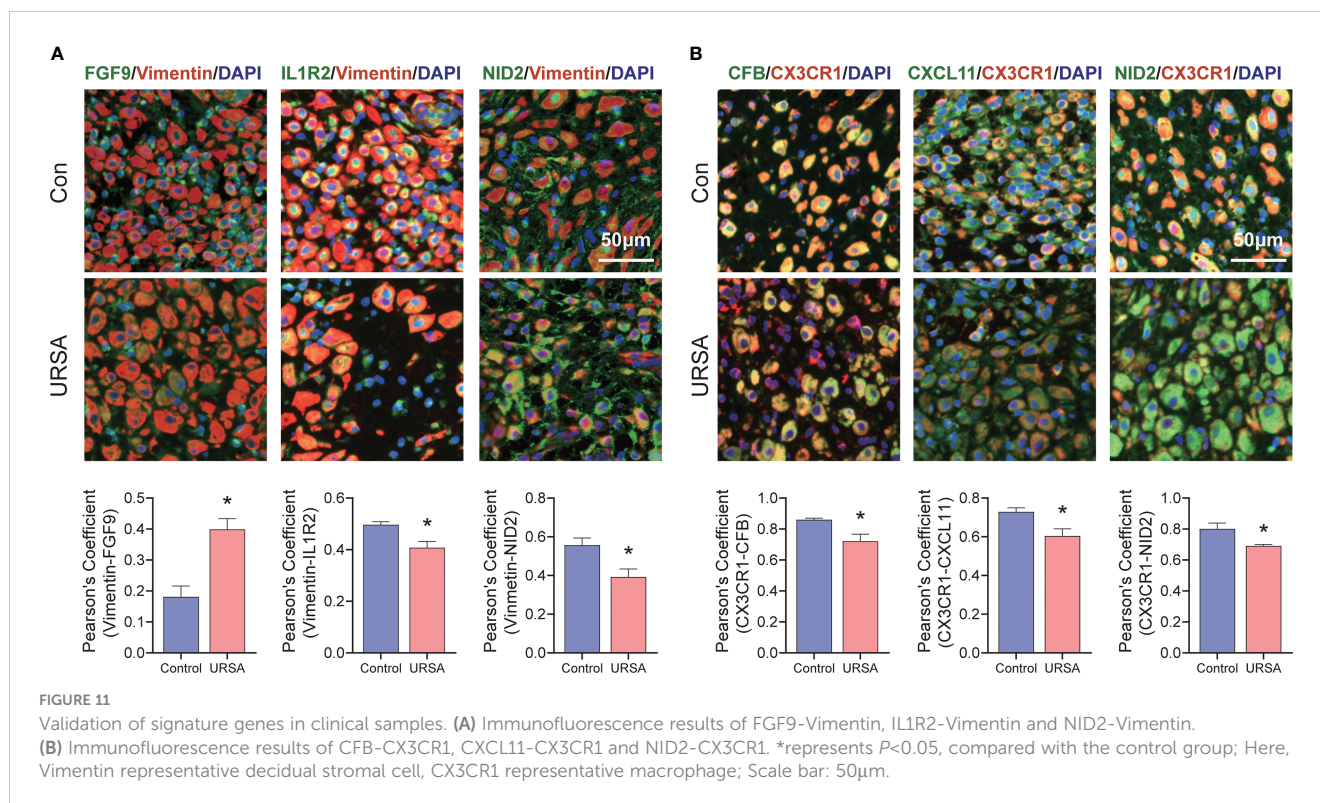 A
B
FGF9/Vimentin/DAPI
IL1R2/Vimentin/DAPI
NID2/Vimentin/DAPI
CFB/CX3CR1/DAPI
CXCL11/CX3CR1/DAPI
NID2/CX3CR1/DAPI
Con
50μm
Con
50μm
URSA
URSA
Pearson's Coefficient
(Vimentin-FGF9)
0.5
0.4
0.3
0.2
0.1
0.0
*
Control URSA
Pearson's Coefficient
(Vimentin-IL1R2)
0.6
0.4
0.2
0.0
*
Control URSA
Pearson's Coefficient
(Vinmetin-NID2)
0.8
0.6
0.4
0.2
0.0
*
Control URSA
Pearson's Coefficient
(CX3CR1-CFB)
1.0
0.8
0.6
0.4
0.2
0.0
*
Control URSA
Pearson's Coefficient
(CX3CR1-CXCL11)
0.8
0.6
0.4
0.2
0.0
*
Control URSA
Pearson's Coefficient
(CX3CR1-NID2)
1.0
0.8
0.6
0.4
0.2
0.0
*
Control URSA
FIGURE 11
Validation of signature genes in clinical samples. (A) Immunofluorescence results of FGF9-Vimentin, IL1R2-Vimentin and NID2-Vimentin.
(B) Immunofluorescence results of CFB-CX3CR1, CXCL11-CX3CR1 and NID2-CX3CR1. *represents P<0.05, compared with the control group; Here,
Vimentin representative decidual stromal cell, CX3CR1 representative macrophage; Scale bar: 50μm.